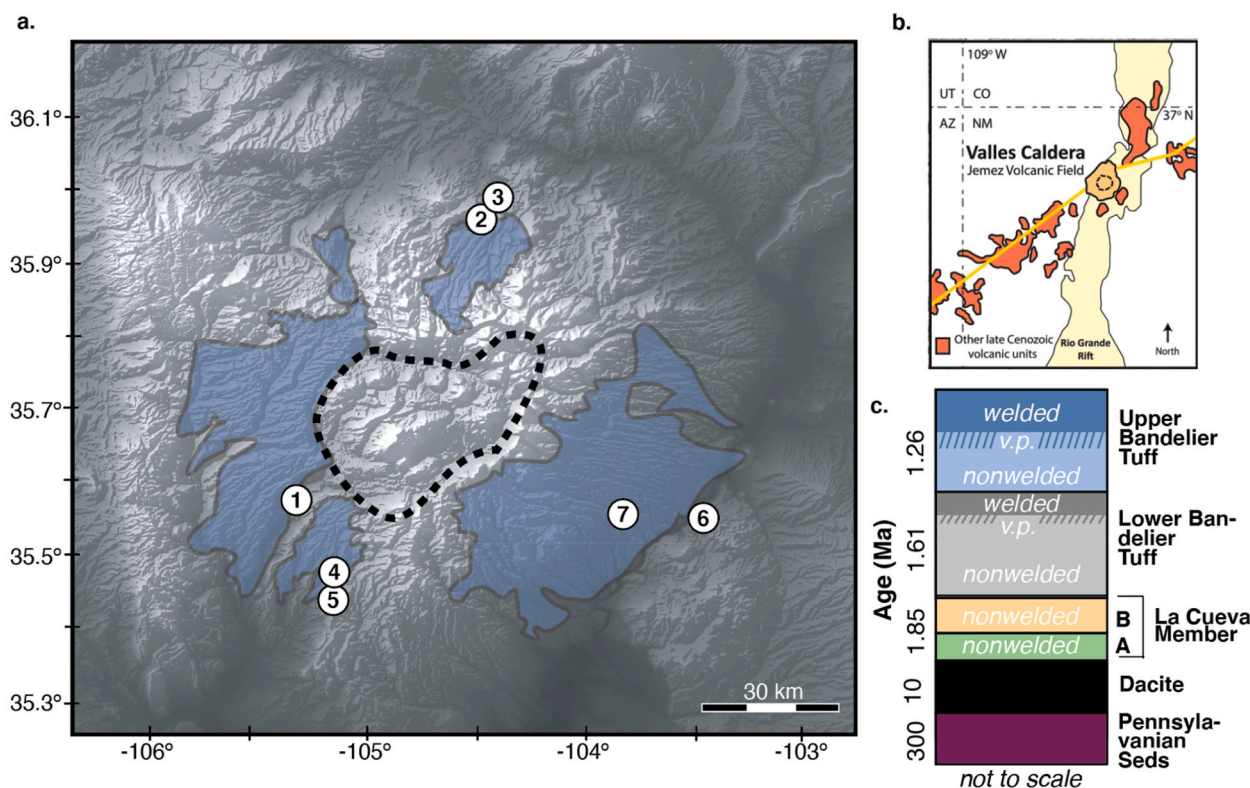 a.
36.1°
35.9°
35.7°
35.5°
35.3°
-106°
-105°
-104°
-103°
3
2
1
4
5
7
6
30 km
b.
109° W
UT
CO
AZ
NM
37° N
Valles Caldera
Jemez Volcanic Field
Other late Cenozoic
volcanic units
Rio Grande
Rift
North
c.
Age (Ma)
1.26
1.61
1.85
10
300
welded
v.p.
nonwelded
Upper
Bandelier
Tuff
welded
v.p.
nonwelded
Lower Ban-
delier
Tuff
nonwelded
B
nonwelded
A
La Cueva
Member
Dacite
Pennsyla-
vanian
Seds
not to scale